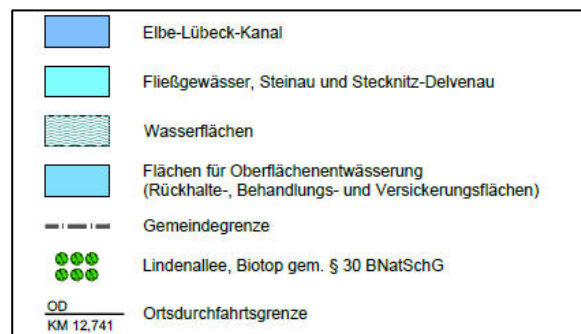 Elbe-Lübeck-Kanal
Fließgewässer, Steinau und Stecknitz-Delvenau
Wasserflächen
Flächen für Oberflächenentwässerung
(Rückhalte-, Behandlungs- und Versickerungsflächen)
Gemeindegrenze
Lindenallee, Biotop gem. § 30 BNatSchG
OD
KM 12,741
Ortsdurchfahrtsgrenze